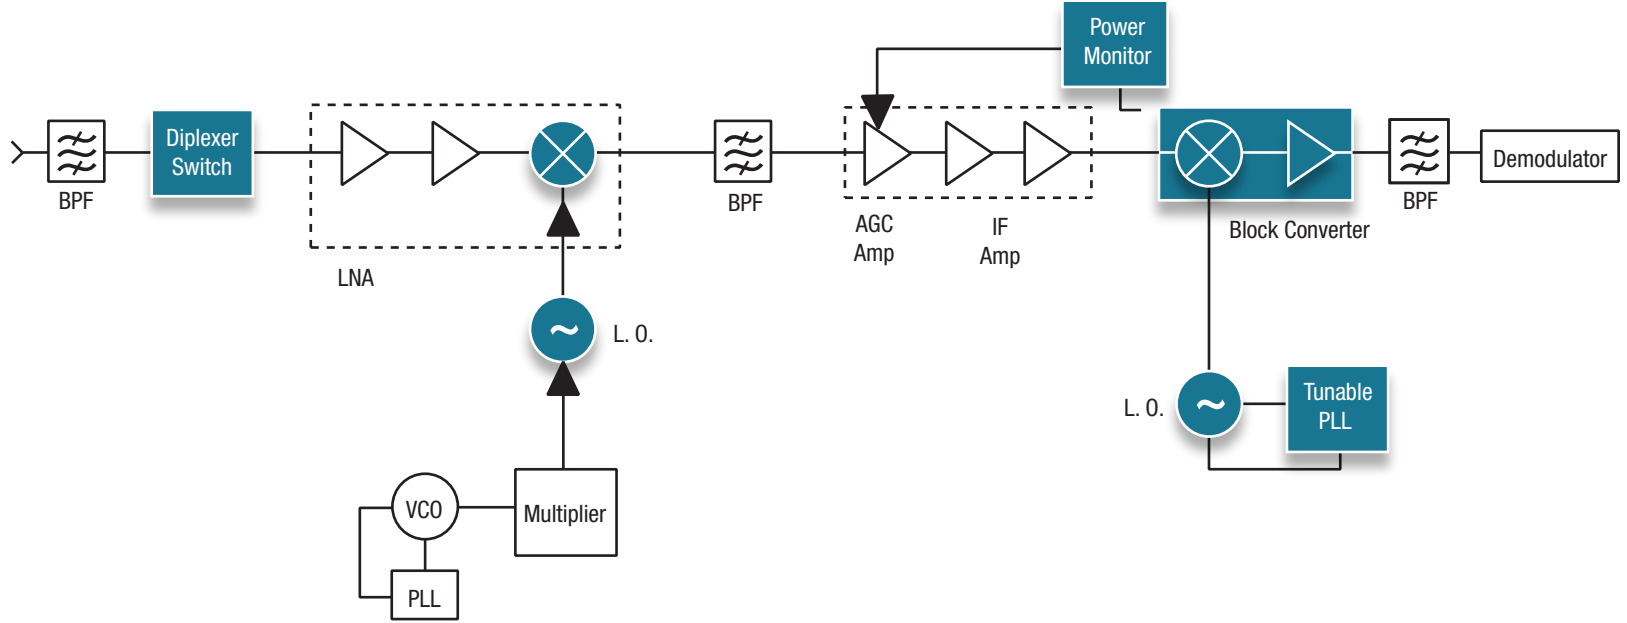 Power
Monitor
Diplexer
Switch
Demodulator
BPF
BPF
BPF
AGC
Amp
IF
Amp
Block Converter
LNA
L. O.
L. O.
Tunable
PLL
VCO
Multiplier
PLL